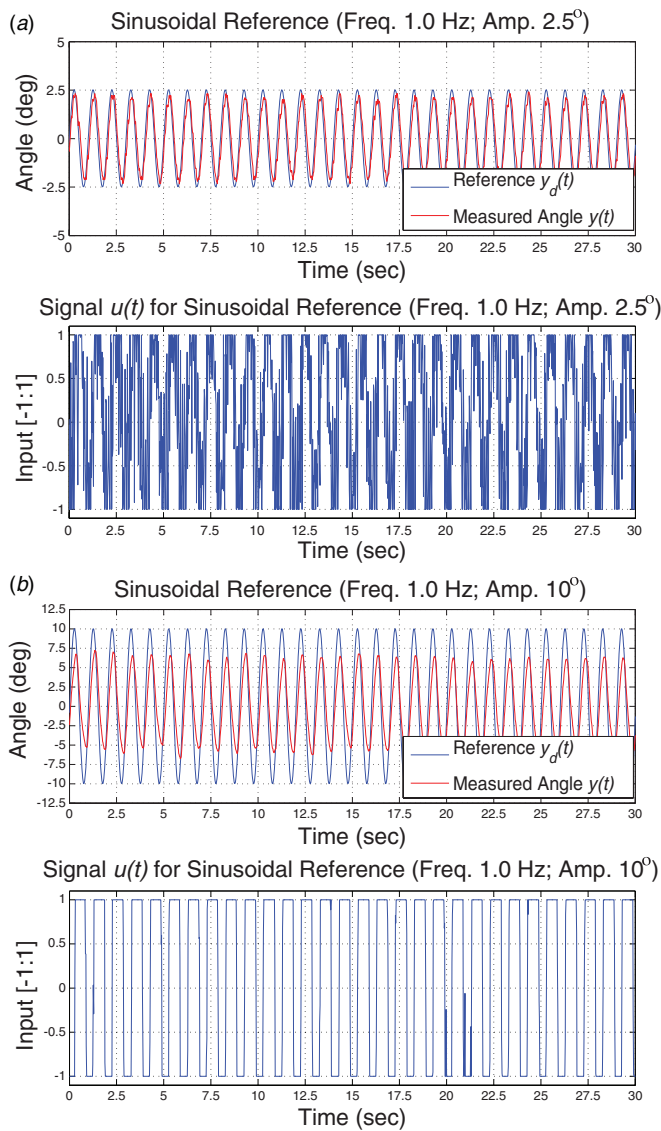 (a)
Sinusoidal Reference (Freq. 1.0 Hz; Amp. 2.5º)
5
2.5
0
-2.5
-5
Angle (deg)
Reference y_d(t)
Measured Angle y(t)
0 2.5 5 7.5 10 12.5 15 17.5 20 22.5 25 27.5 30
Time (sec)
Signal u(t) for Sinusoidal Reference (Freq. 1.0 Hz; Amp. 2.5º)
1
0.5
0
-0.5
-1
Input [-1:1]
0 2.5 5 7.5 10 12.5 15 17.5 20 22.5 25 27.5 30
Time (sec)
(b)
Sinusoidal Reference (Freq. 1.0 Hz; Amp. 10º)
12.5
10
7.5
5
2.5
0
-2.5
-5
-7.5
-10
-12.5
Angle (deg)
Reference y_d(t)
Measured Angle y(t)
0 2.5 5 7.5 10 12.5 15 17.5 20 22.5 25 27.5 30
Time (sec)
Signal u(t) for Sinusoidal Reference (Freq. 1.0 Hz; Amp. 10º)
1
0.5
0
-0.5
-1
Input [-1:1]
0 2.5 5 7.5 10 12.5 15 17.5 20 22.5 25 27.5 30
Time (sec)